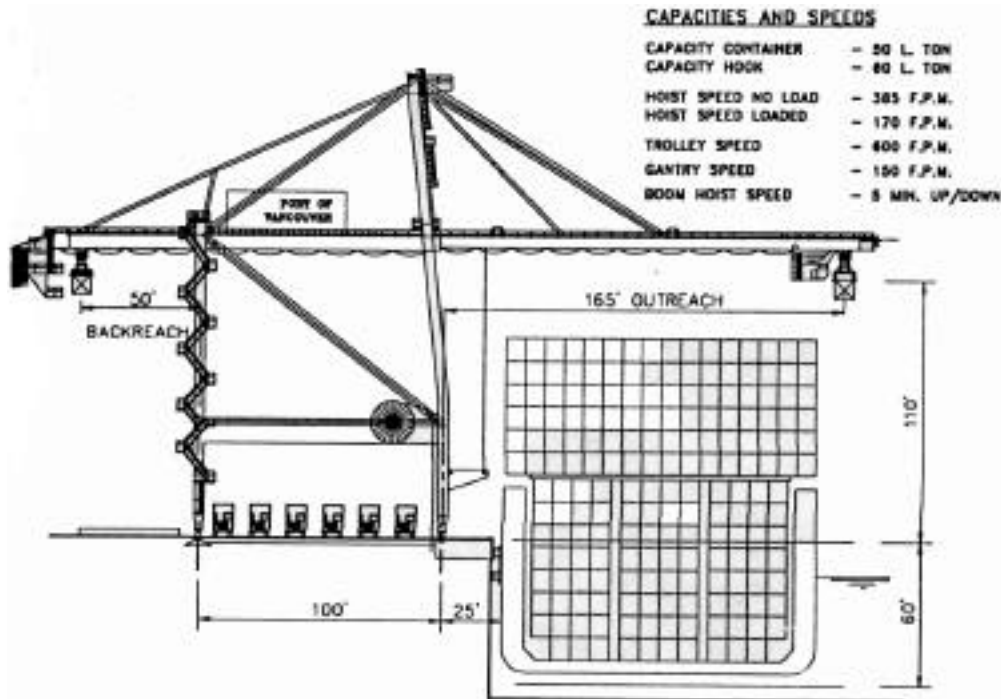 CAPACITIES AND SPEEDS
CAPACITY CONTAINER - 50 L. TON
CAPACITY HOOK - 60 L. TON
HOIST SPEED NO LOAD - 385 F.P.M.
HOIST SPEED LOADED - 170 F.P.M.
TROLLEY SPEED - 600 F.P.M.
GANTRY SPEED - 150 F.P.M.
BOOM HOIST SPEED - 5 MIN. UP/DOWN
PORT OF
VANCOUVER
50'
BACKREACH
165' OUTREACH
110'
100'
25'
60'